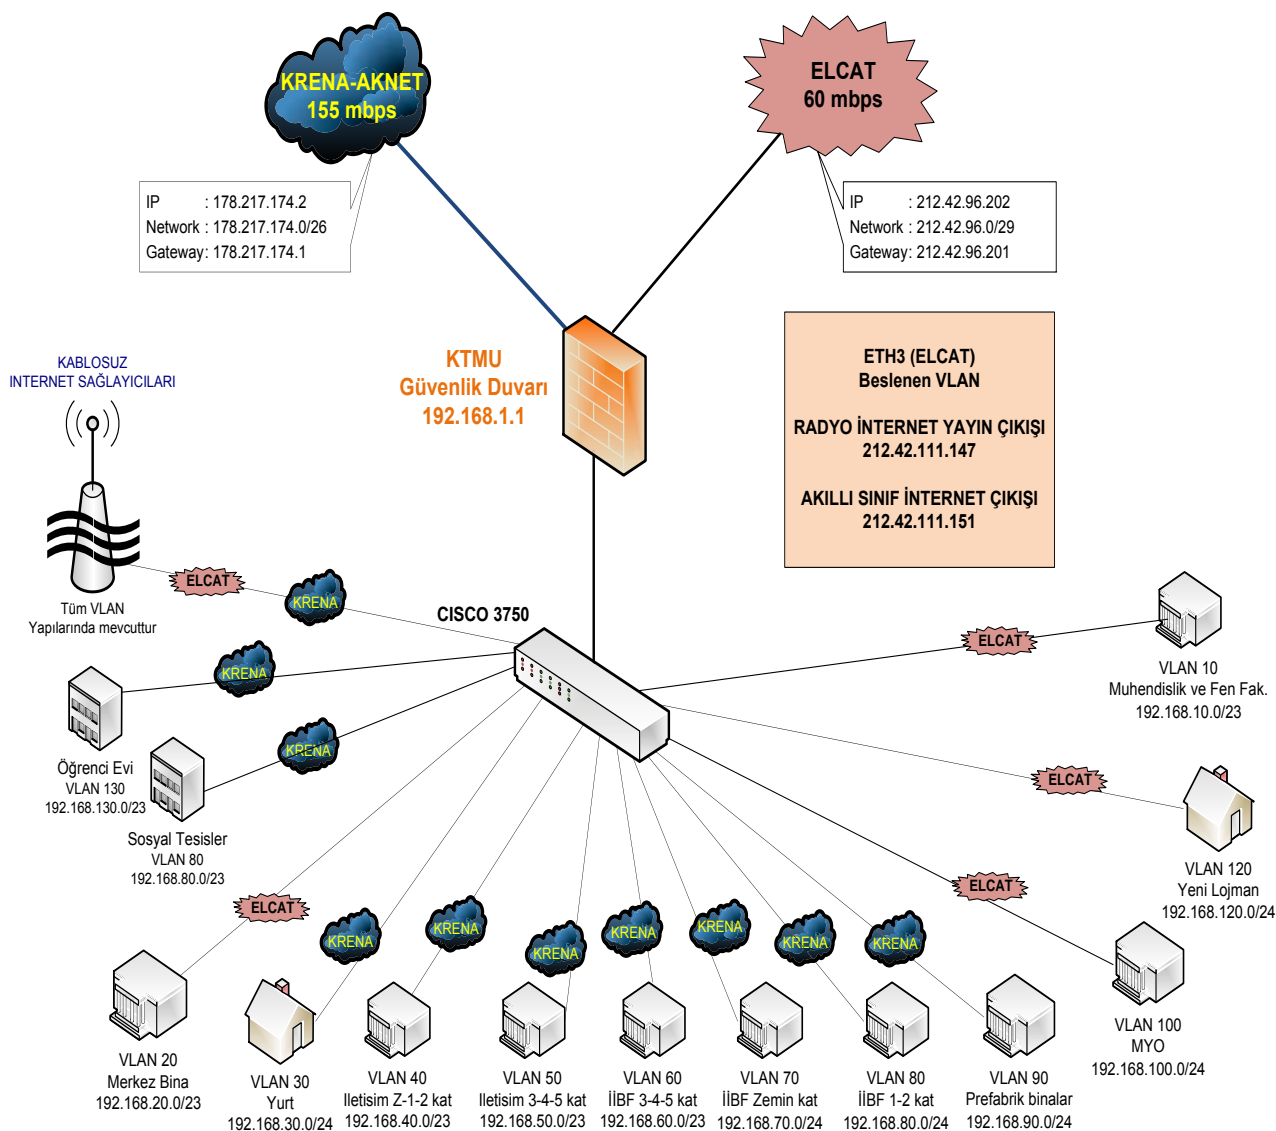 KRENA-AKNET
155 mbps
ELCAT
60 mbps
IP : 178.217.174.2
Network : 178.217.174.0/26
Gateway: 178.217.174.1
IP : 212.42.96.202
Network : 212.42.96.0/29
Gateway: 212.42.96.201
KTMU
Güvenlik Duvarı
192.168.1.1
ETH3 (ELCAT)
Beslenen VLAN
RADYO İNTERNET YAYIN ÇIKIŞI
212.42.111.147
AKILLI SINIF İNTERNET ÇIKIŞI
212.42.111.151
KABLOSUZ
INTERNET SAĞLAYICILARI
Tüm VLAN
Yapılarında mevcuttur
ELCAT
KRENA
CISCO 3750
KRENA
Öğrenci Evi
VLAN 130
192.168.130.0/23
KRENA
Sosyal Tesisler
VLAN 80
192.168.80.0/23
ELCAT
VLAN 10
Muhendislik ve Fen Fak.
192.168.10.0/23
ELCAT
VLAN 120
Yeni Lojman
192.168.120.0/24
ELCAT
VLAN 100
MYO
192.168.100.0/24
ELCAT
VLAN 20
Merkez Bina
192.168.20.0/23
KRENA
VLAN 30
Yurt
192.168.30.0/24
KRENA
VLAN 40
Iletisim Z-1-2 kat
192.168.40.0/23
KRENA
VLAN 50
Iletisim 3-4-5 kat
192.168.50.0/23
KRENA
VLAN 60
İİBF 3-4-5 kat
192.168.60.0/23
KRENA
VLAN 70
İİBF Zemin kat
192.168.70.0/24
KRENA
VLAN 80
İİBF 1-2 kat
192.168.80.0/24
KRENA
VLAN 90
Prefabrik binalar
192.168.90.0/24